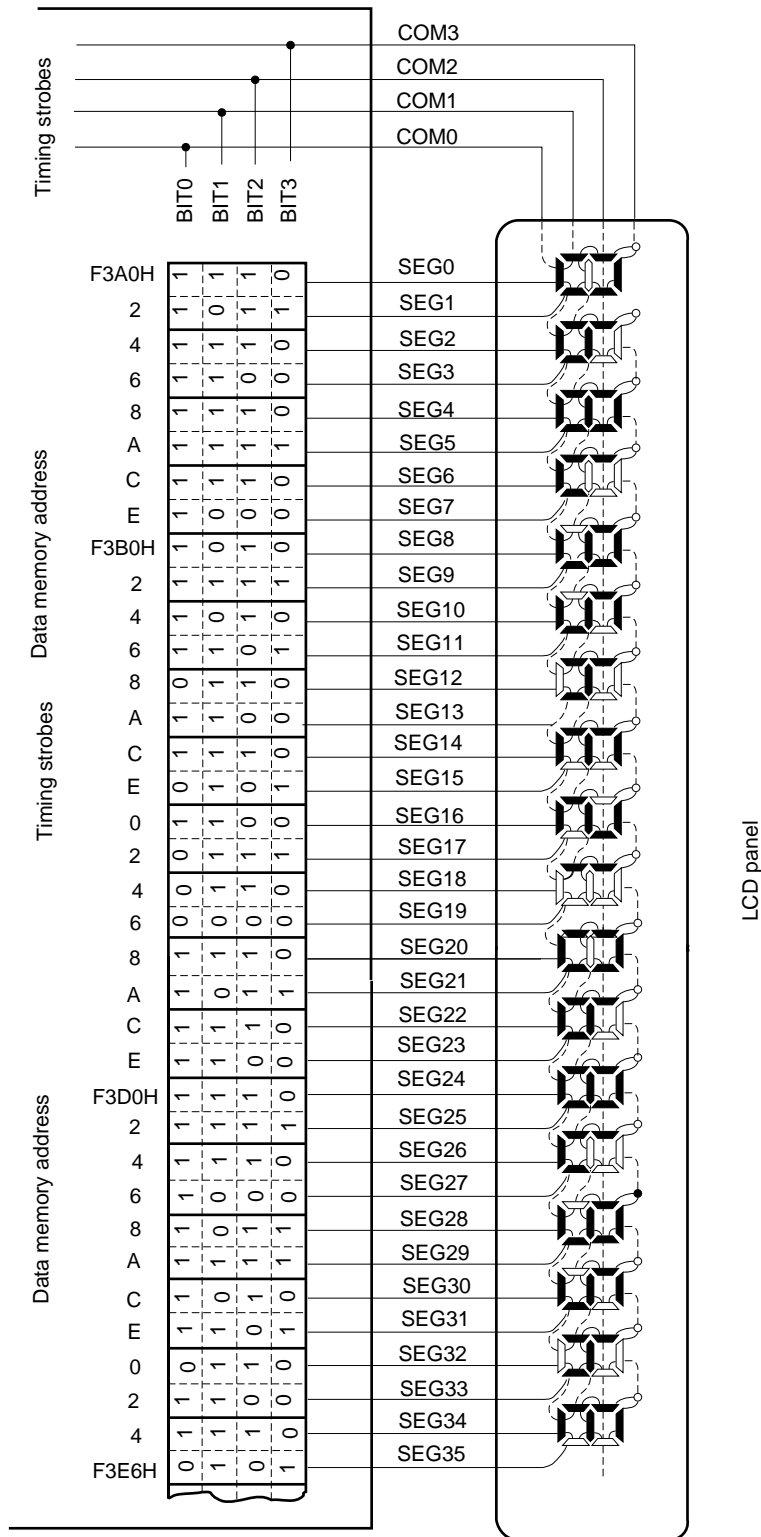 Timing strobes
COM3
COM2
COM1
COM0
BIT0 BIT1 BIT2 BIT3
F3A0H 1 1 1 0 SEG0
2 1 0 1 1 SEG1
4 1 1 1 0 SEG2
6 1 1 0 0 SEG3
8 1 1 1 0 SEG4
A 1 1 1 1 SEG5
C 1 1 1 0 SEG6
E 1 0 0 0 SEG7
F3B0H 1 0 1 0 SEG8
2 1 1 1 1 SEG9
4 1 0 1 0 SEG10
6 1 1 0 1 SEG11
8 0 1 1 0 SEG12
A 1 1 0 0 SEG13
C 1 1 1 0 SEG14
E 0 1 0 1 SEG15
0 1 1 0 0 SEG16
2 0 1 1 1 SEG17
4 0 1 1 0 SEG18
6 0 0 0 0 SEG19
8 1 1 1 0 SEG20
A 1 0 1 1 SEG21
C 1 1 1 0 SEG22
E 1 1 0 0 SEG23
F3D0H 1 1 1 0 SEG24
2 1 1 1 1 SEG25
4 1 1 1 0 SEG26
6 1 0 0 0 SEG27
8 1 0 1 1 SEG28
A 1 1 1 1 SEG29
C 1 0 1 0 SEG30
E 1 1 0 1 SEG31
0 0 1 1 0 SEG32
2 1 1 0 0 SEG33
4 1 1 1 0 SEG34
F3E6H 0 1 0 1 SEG35
Data memory address
Timing strobes
Data memory address
LCD panel